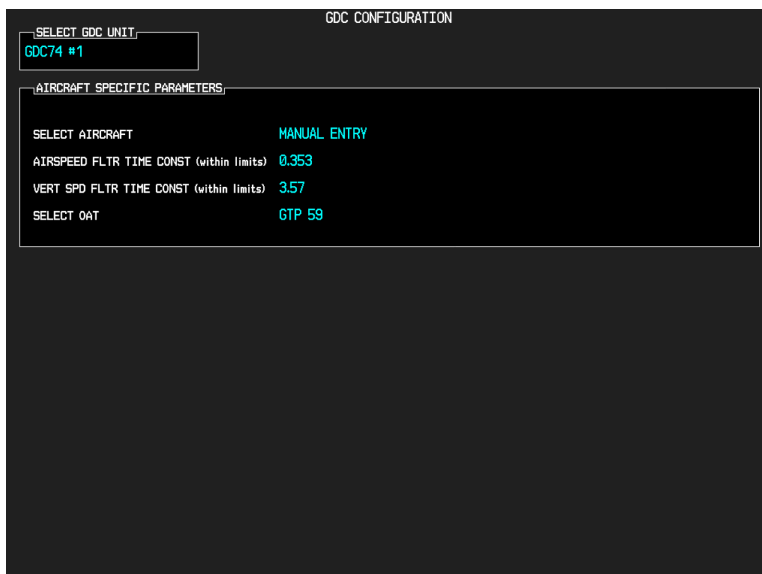 GDC CONFIGURATION
SELECT GDC UNIT
GDC74 #1
AIRCRAFT SPECIFIC PARAMETERS
SELECT AIRCRAFT MANUAL ENTRY
AIRSPEED FLTR TIME CONST (within limits) 0.353
VERT SPD FLTR TIME CONST (within limits) 3.57
SELECT OAT GTP 59